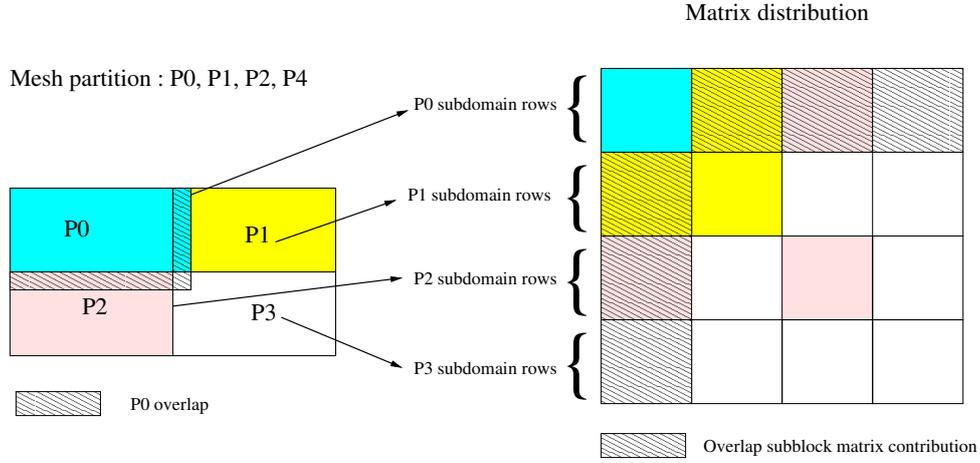 Matrix distribution
Mesh partition : P0, P1, P2, P4
P0 subdomain rows
P1 subdomain rows
P0
P1
P2 subdomain rows
P2
P3
P3 subdomain rows
P0 overlap
Overlap subblock matrix contribution